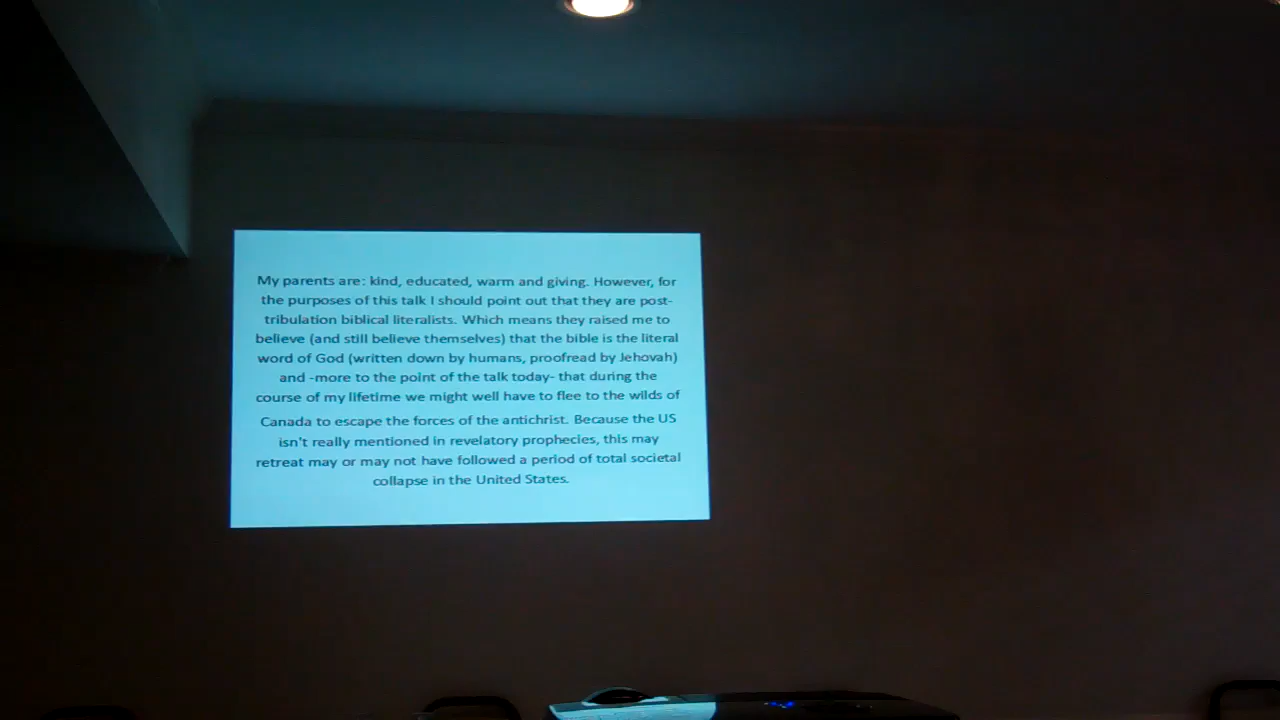 My parents are: kind, educated, warm and giving. However, for
the purposes of this talk I should point out that they are post-
tribulation biblical literalists. Which means they raised me to
believe (and still believe themselves) that the bible is the literal
word of God (written down by humans, proofread by Jehovah)
and -more to the point of the talk today- that during the
course of my lifetime we might well have to flee to the wilds of
Canada to escape the forces of the antichrist. Because the US
isn't really mentioned in revelatory prophecies, this may
retreat may or may not have followed a period of total societal
collapse in the United States.